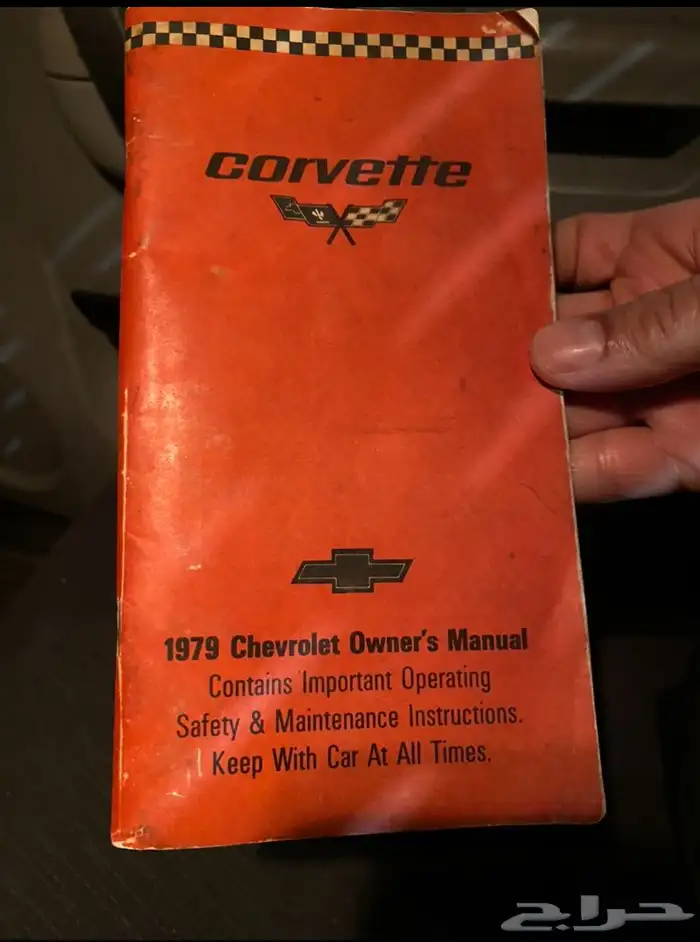 corvette
1979 Chevrolet Owner's Manual
Contains Important Operating
Safety & Maintenance Instructions.
Keep With Car At All Times.
حراج